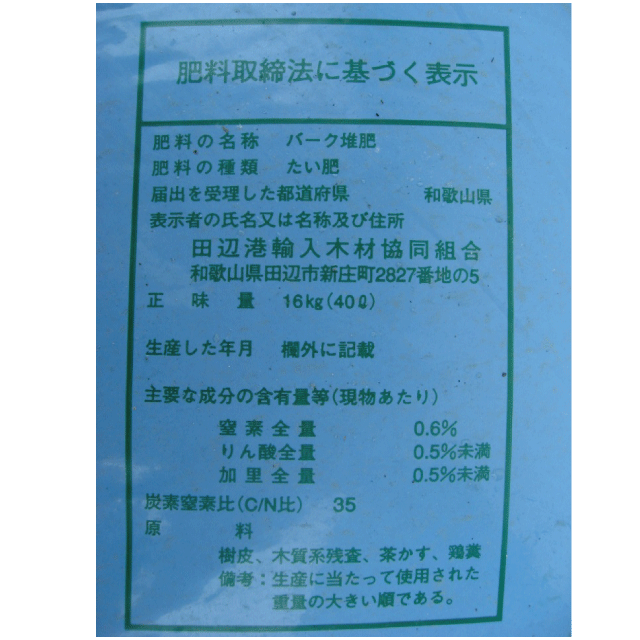 肥料取締法に基づく表示
肥料の名称 バーク堆肥
肥料の種類 たい肥
届出を受理した都道府県 和歌山県
表示者の氏名又は名称及び住所
田辺港輸入木材協同組合
和歌山県田辺市新庄町2827番地の5
正味量 16kg(40ℓ)
生産した年月 欄外に記載
主要な成分の含有量等(現物あたり)
窒素全量 0.6%
りん酸全量 0.5%未満
加里全量 0.5%未満
炭素窒素比(C/N比) 35
原料
樹皮、木質系残査、茶かす、鶏糞
備考:生産に当たって使用された
重量の大きい順である。